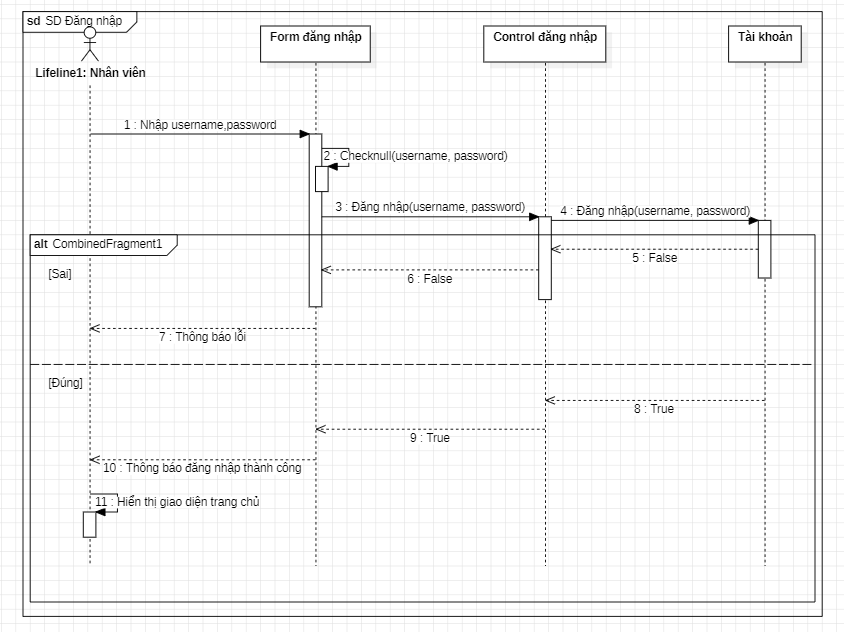 sd SD Đăng nhập
Form đăng nhập
Control đăng nhập
Tài khoản
Lifeline1: Nhân viên
1 : Nhập username,password
2 : Checknull(username, password)
3 : Đăng nhập(username, password)
4 : Đăng nhập(username, password)
alt CombinedFragment1
5 : False
[Sai]
6 : False
7 : Thông báo lỗi
[Đúng]
8 : True
9 : True
10 : Thông báo đăng nhập thành công
11 : Hiển thị giao diện trang chủ